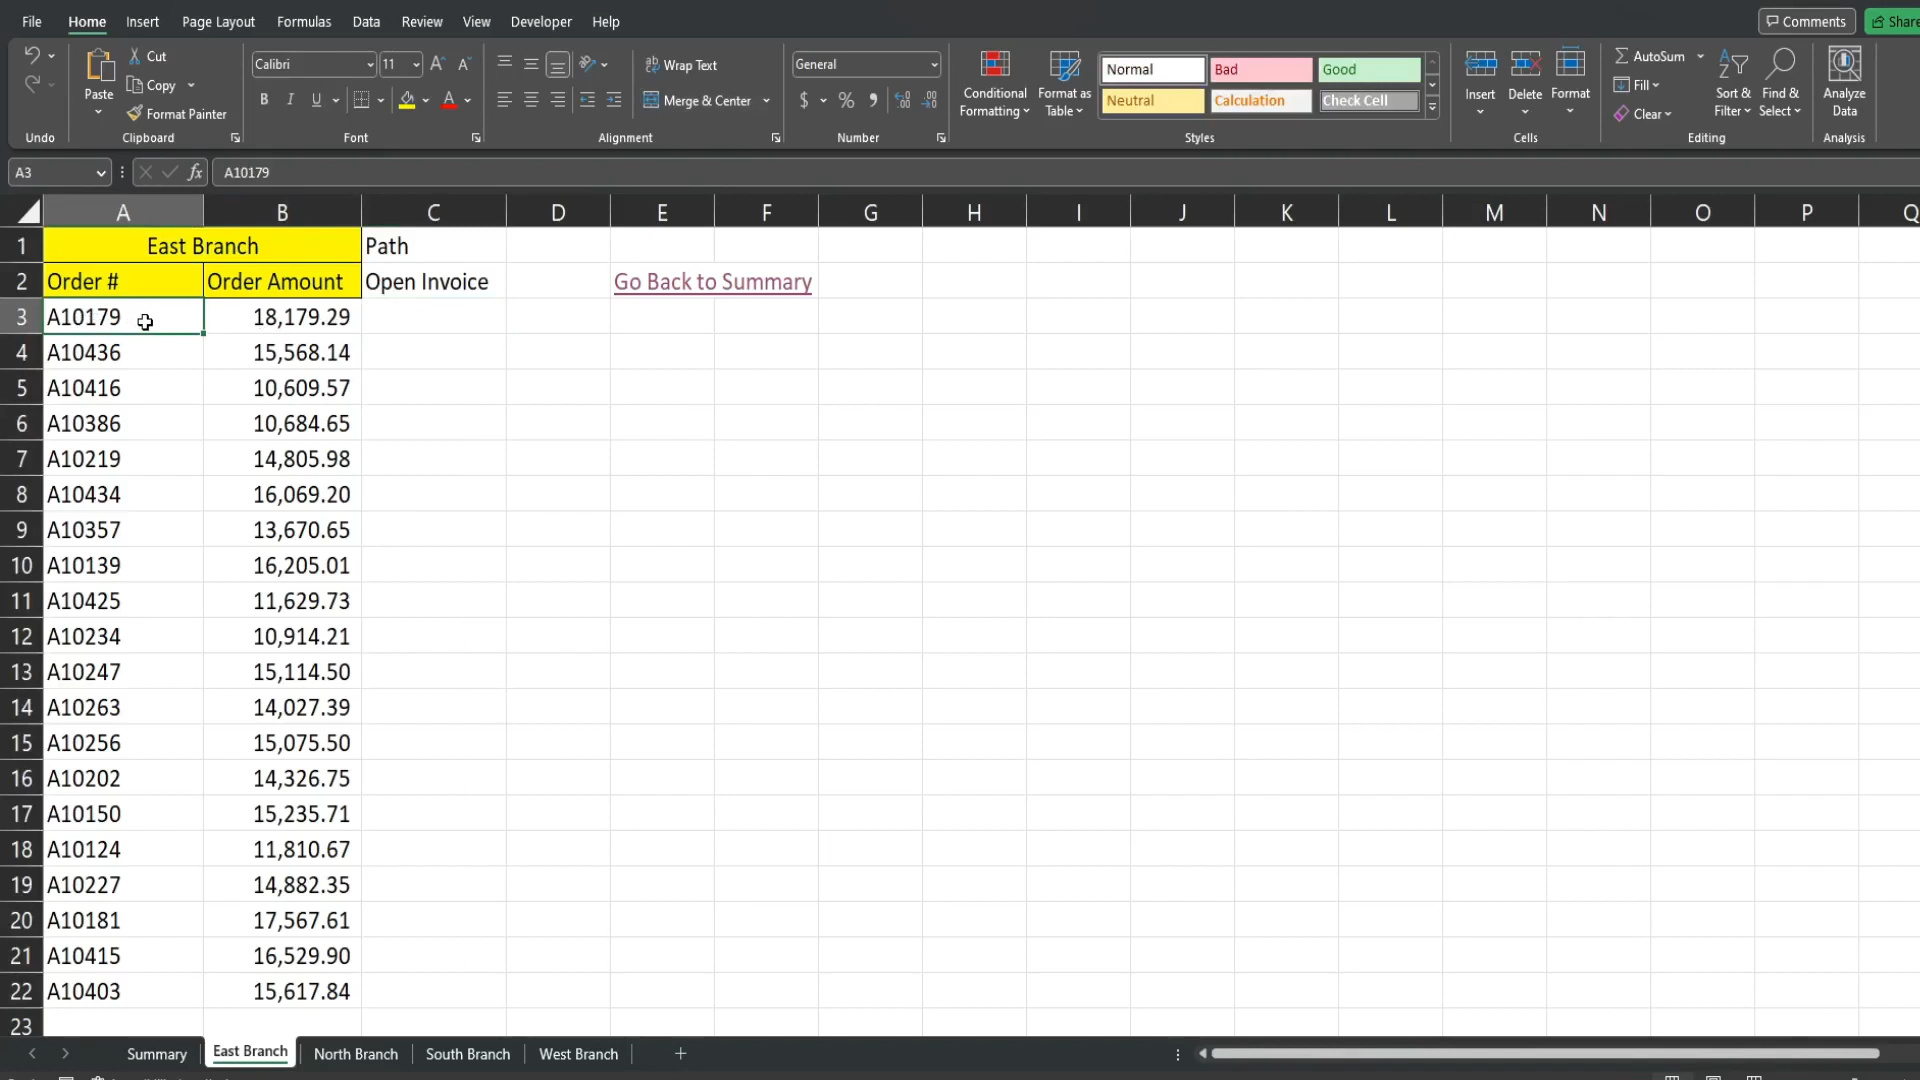 File Home Insert Page Layout Formulas Data Review View Developer Help Comments Share
Undo
Paste
Cut
Copy
Format Painter
Clipboard
Calibri 11
B I U
Font
Wrap Text
Merge & Center
Alignment
General
$ % ,
Number
Conditional Formatting
Format as Table
Normal Bad Good
Neutral Calculation Check Cell
Styles
Insert Delete Format
Cells
AutoSum
Fill
Clear
Sort & Filter
Find & Select
Editing
Analyze Data
Analysis
A3 fx A10179
A B C D E F G H I J K L M N O P Q
1 East Branch Path
2 Order # Order Amount Open Invoice Go Back to Summary
3 A10179 18,179.29
4 A10436 15,568.14
5 A10416 10,609.57
6 A10386 10,684.65
7 A10219 14,805.98
8 A10434 16,069.20
9 A10357 13,670.65
10 A10139 16,205.01
11 A10425 11,629.73
12 A10234 10,914.21
13 A10247 15,114.50
14 A10263 14,027.39
15 A10256 15,075.50
16 A10202 14,326.75
17 A10150 15,235.71
18 A10124 11,810.67
19 A10227 14,882.35
20 A10181 17,567.61
21 A10415 16,529.90
22 A10403 15,617.84
23
Summary East Branch North Branch South Branch West Branch